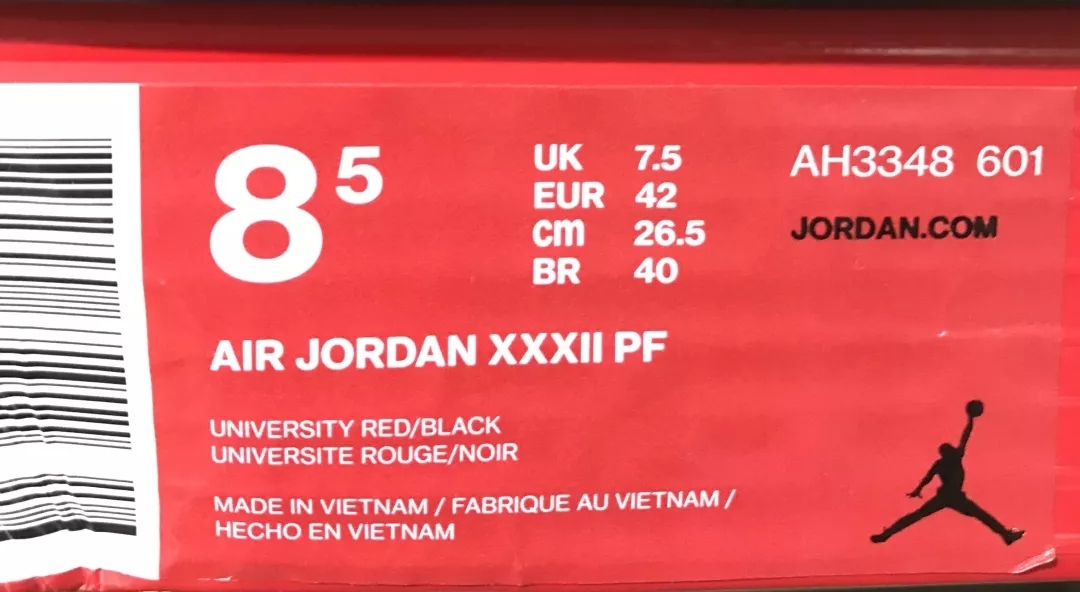 8⁵
UK 7.5
EUR 42
cm 26.5
BR 40
AH3348 601
JORDAN.COM
AIR JORDAN XXXII PF
UNIVERSITY RED/BLACK
UNIVERSITE ROUGE/NOIR
MADE IN VIETNAM / FABRIQUE AU VIETNAM /
HECHO EN VIETNAM